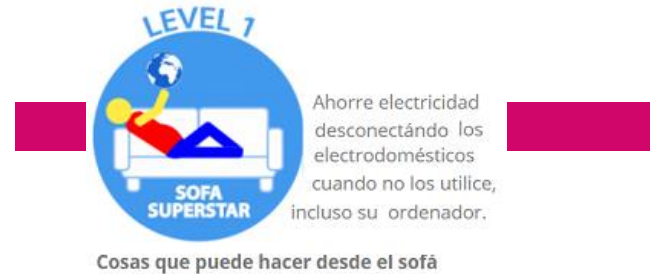 LEVEL 1
Ahorre electricidad
desconectándo los
electrodomésticos
cuando no los utilice,
incluso su ordenador.
SOFA
SUPERSTAR
Cosas que puede hacer desde el sofá